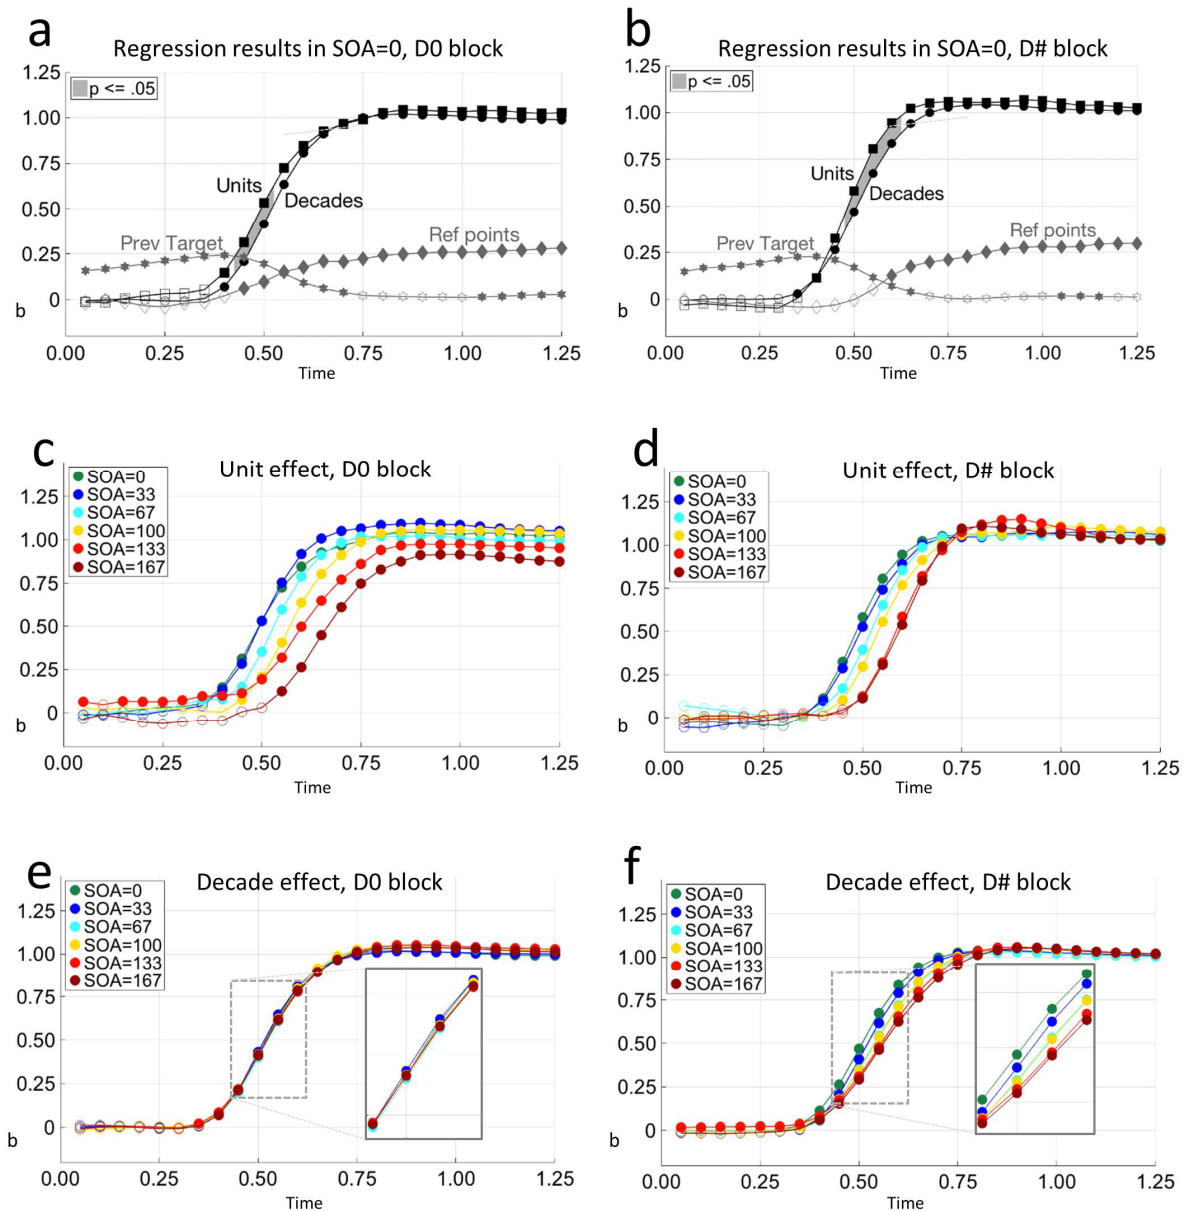 a
Regression results in SOA=0, D0 block
1.25
p <= .05
1.00
0.75
Units
Decades
0.50
Prev Target
Ref points
0.25
0
b
0.00 0.25 0.50 0.75 1.00 1.25
Time
b
Regression results in SOA=0, D# block
1.25
p <= .05
1.00
0.75
Units
Decades
0.50
Prev Target
Ref points
0.25
0
b
0.00 0.25 0.50 0.75 1.00 1.25
Time
c
Unit effect, D0 block
SOA=0
SOA=33
SOA=67
SOA=100
SOA=133
SOA=167
1.25
1.00
0.75
0.50
0.25
0
b
0.00 0.25 0.50 0.75 1.00 1.25
Time
d
Unit effect, D# block
SOA=0
SOA=33
SOA=67
SOA=100
SOA=133
SOA=167
1.25
1.00
0.75
0.50
0.25
0
b
0.00 0.25 0.50 0.75 1.00 1.25
Time
e
Decade effect, D0 block
SOA=0
SOA=33
SOA=67
SOA=100
SOA=133
SOA=167
1.25
1.00
0.75
0.50
0.25
0
b
0.00 0.25 0.50 0.75 1.00 1.25
Time
f
Decade effect, D# block
SOA=0
SOA=33
SOA=67
SOA=100
SOA=133
SOA=167
1.25
1.00
0.75
0.50
0.25
0
b
0.00 0.25 0.50 0.75 1.00 1.25
Time